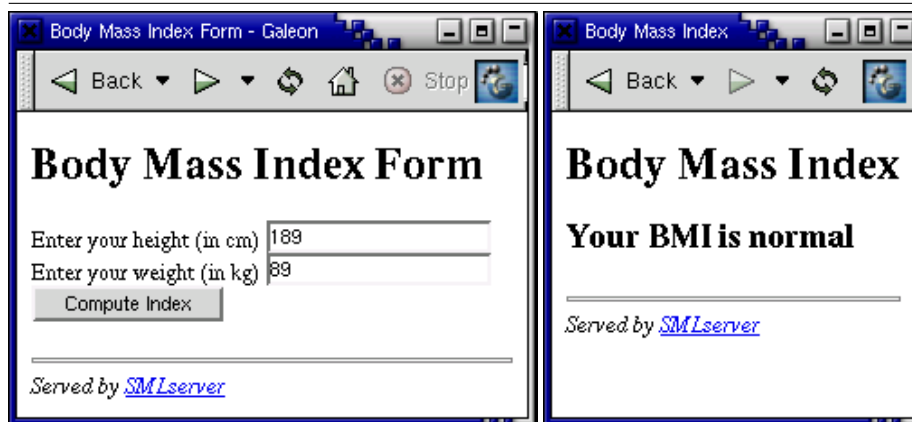 Body Mass Index Form - Galeon
Back
Stop
Body Mass Index Form
Enter your height (in cm) 189
Enter your weight (in kg) 89
Compute Index
Served by SMLserver
Body Mass Index
Back
Body Mass Index
Your BMI is normal
Served by SMLserver